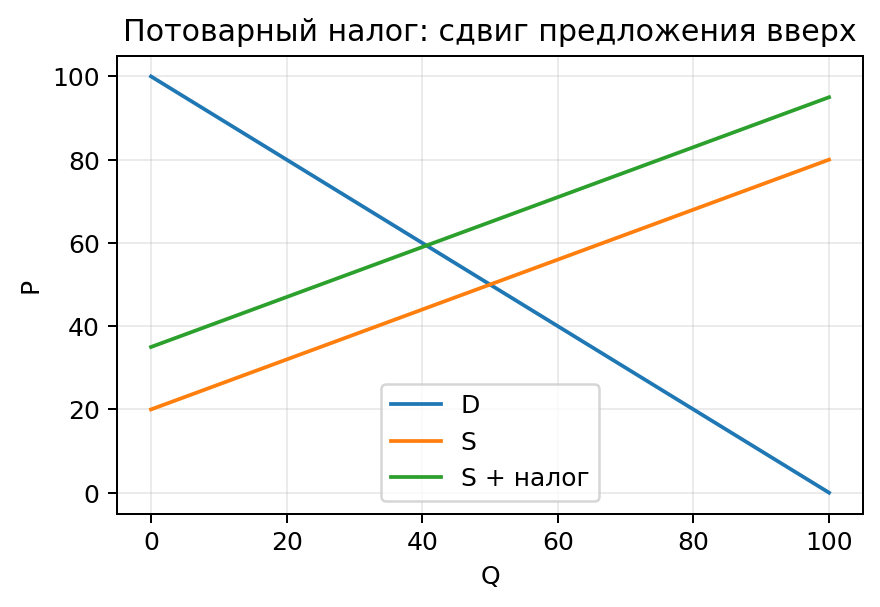 Потоварный налог: сдвиг предложения вверх
100
80
60
40
20
0
P
D
S
S + налог
0 20 40 60 80 100
Q